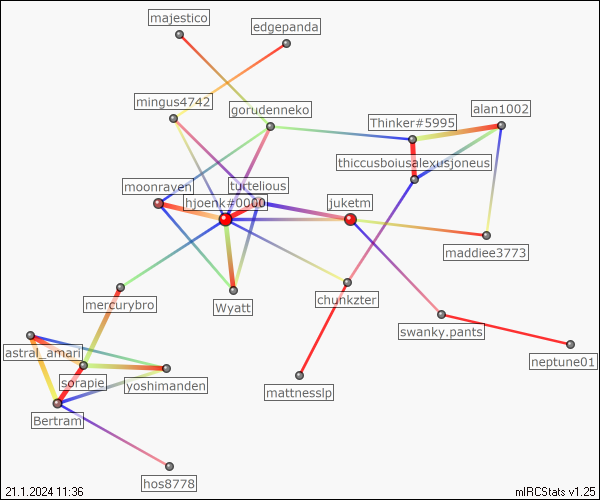 majestico
edgepanda
mingus4742
gorudenneko
alan1002
Thinker#5995
thiccusboiusalexusjoneus
moonraven
turtelious
hjoenk#0000
juketm
maddiee3773
mercurybro
Wyatt
chunkzter
swanky.pants
astral_amari
neptune01
sorapie
yoshimanden
mattnesslp
Bertram
hos8778
21.1.2024 11:36
mIRCStats v1.25